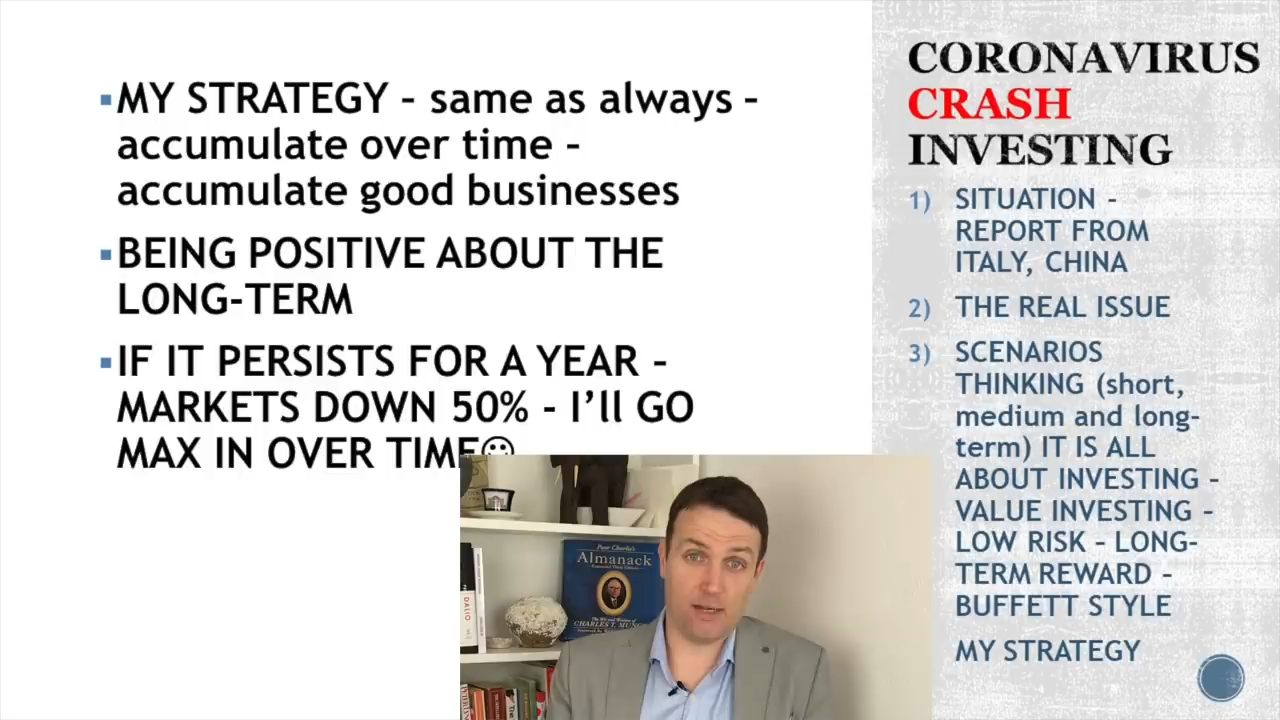 ▪MY STRATEGY – same as always –
accumulate over time –
accumulate good businesses
▪BEING POSITIVE ABOUT THE
LONG-TERM
▪IF IT PERSISTS FOR A YEAR –
MARKETS DOWN 50% - I’ll GO
MAX IN OVER TIME☺
CORONAVIRUS
CRASH
INVESTING
1) SITUATION –
REPORT FROM
ITALY, CHINA
2) THE REAL ISSUE
3) SCENARIOS
THINKING (short,
medium and long-
term) IT IS ALL
ABOUT INVESTING –
VALUE INVESTING –
LOW RISK – LONG-
TERM REWARD –
BUFFETT STYLE
MY STRATEGY
Poor Charlie's
Almanack
CHARLES T.
DALIO